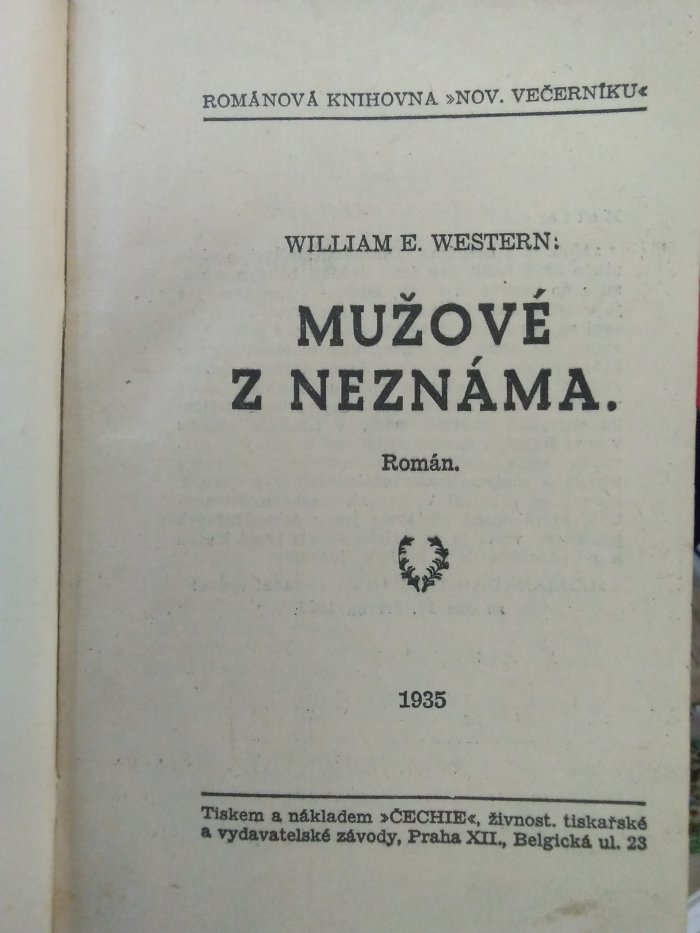 ROMÁNOVÁ KNIHOVNA »NOV. VEČERNÍKU«
WILLIAM E. WESTERN:
MUŽOVÉ
Z NEZNÁMA.
Román.
1935
Tiskem a nákladem »ČECHIE«, živnost. tiskařské
a vydavatelské závody, Praha XII., Belgická ul. 23